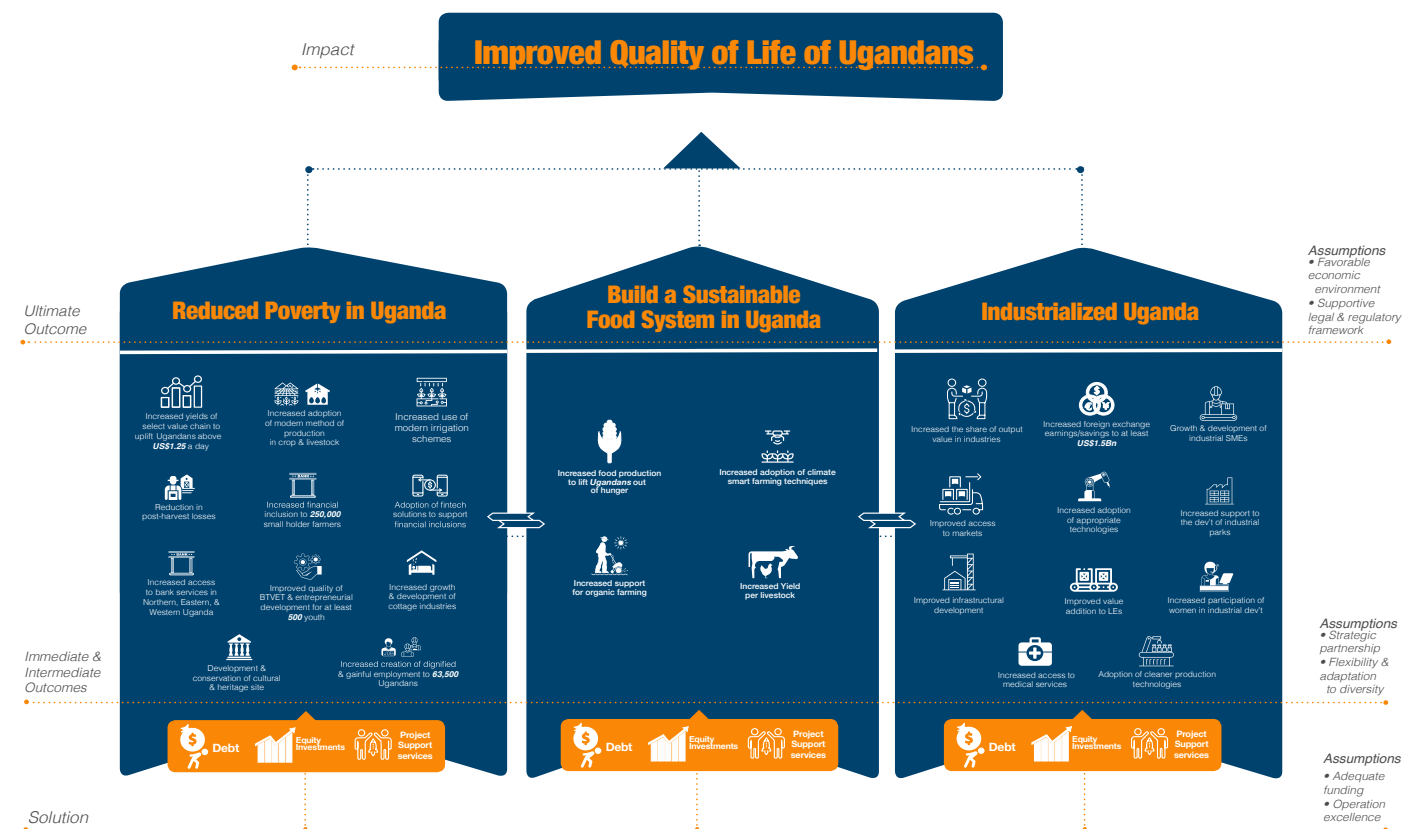 Impact
Improved Quality of Life of Ugandans
Assumptions
• Favorable
economic
environment
• Supportive
legal & regulatory
framework
Ultimate
Outcome
Reduced Poverty in Uganda
Build a Sustainable
Food System in Uganda
Industrialized Uganda
Increased yields of
select value chain to
uplift Ugandans above
US$1.25 a day
Increased adoption
of modern method of
production
in crop & livestock
Increased use of
modern irrigation
schemes
Reduction in
post-harvest losses
BANK
Increased financial
inclusion to 250,000
small holder farmers
Adoption of fintech
solutions to support
financial inclusions
BANK
Increased access
to bank services in
Northern, Eastern, &
Western Uganda
Improved quality of
BTVET & entrepreneurial
development for at least
500 youth
Increased growth
& development of
cottage industries
Development &
conservation of cultural
& heritage site
Increased creation of dignified
& gainful employment to 63,500
Ugandans
Increased food production
to lift Ugandans out
of hunger
Increased adoption of climate
smart farming techniques
Increased support
for organic farming
Increased Yield
per livestock
Increased the share of output
value in industries
Increased foreign exchange
earnings/savings to at least
US$1.5Bn
Growth & development of
industrial SMEs
Improved access
to markets
Increased adoption
of appropriate
technologies
Increased support to
the dev't of industrial
parks
Improved infrastructural
development
Improved value
addition to LEs
Increased participation of
women in industrial dev't
Increased access to
medical services
Adoption of cleaner production
technologies
Immediate &
Intermediate
Outcomes
Assumptions
• Strategic
partnership
• Flexibility &
adaptation
to diversity
$
Debt
Equity
Investments
Project
Support
services
$
Debt
Equity
Investments
Project
Support
services
$
Debt
Equity
Investments
Project
Support
services
Assumptions
• Adequate
funding
• Operation
excellence
Solution